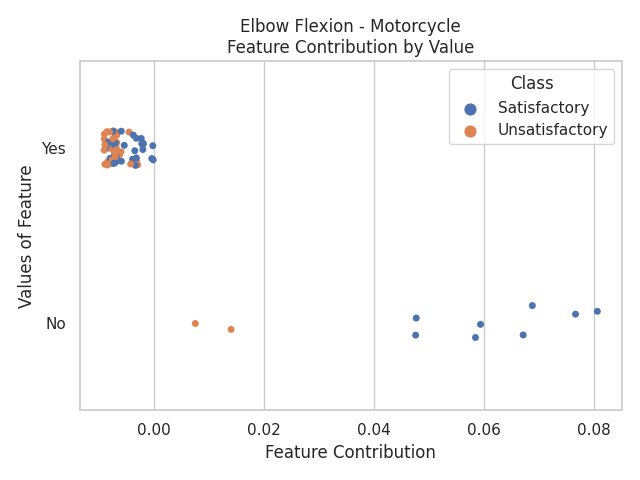 Elbow Flexion - Motorcycle
Feature Contribution by Value
Class
Satisfactory
Unsatisfactory
Yes
No
Values of Feature
0.00
0.02
0.04
0.06
0.08
Feature Contribution